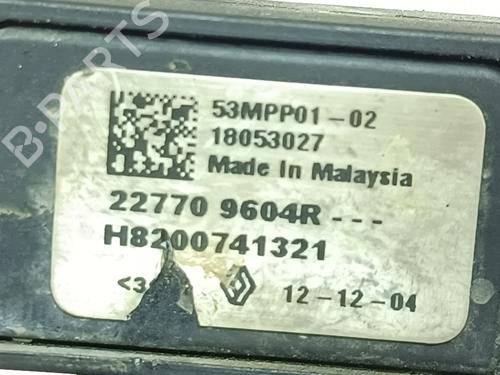 B-PARTS
53MPP01-02
18053027
Made In Malaysia
22770 9604R ---
H8200741321
12-12-04